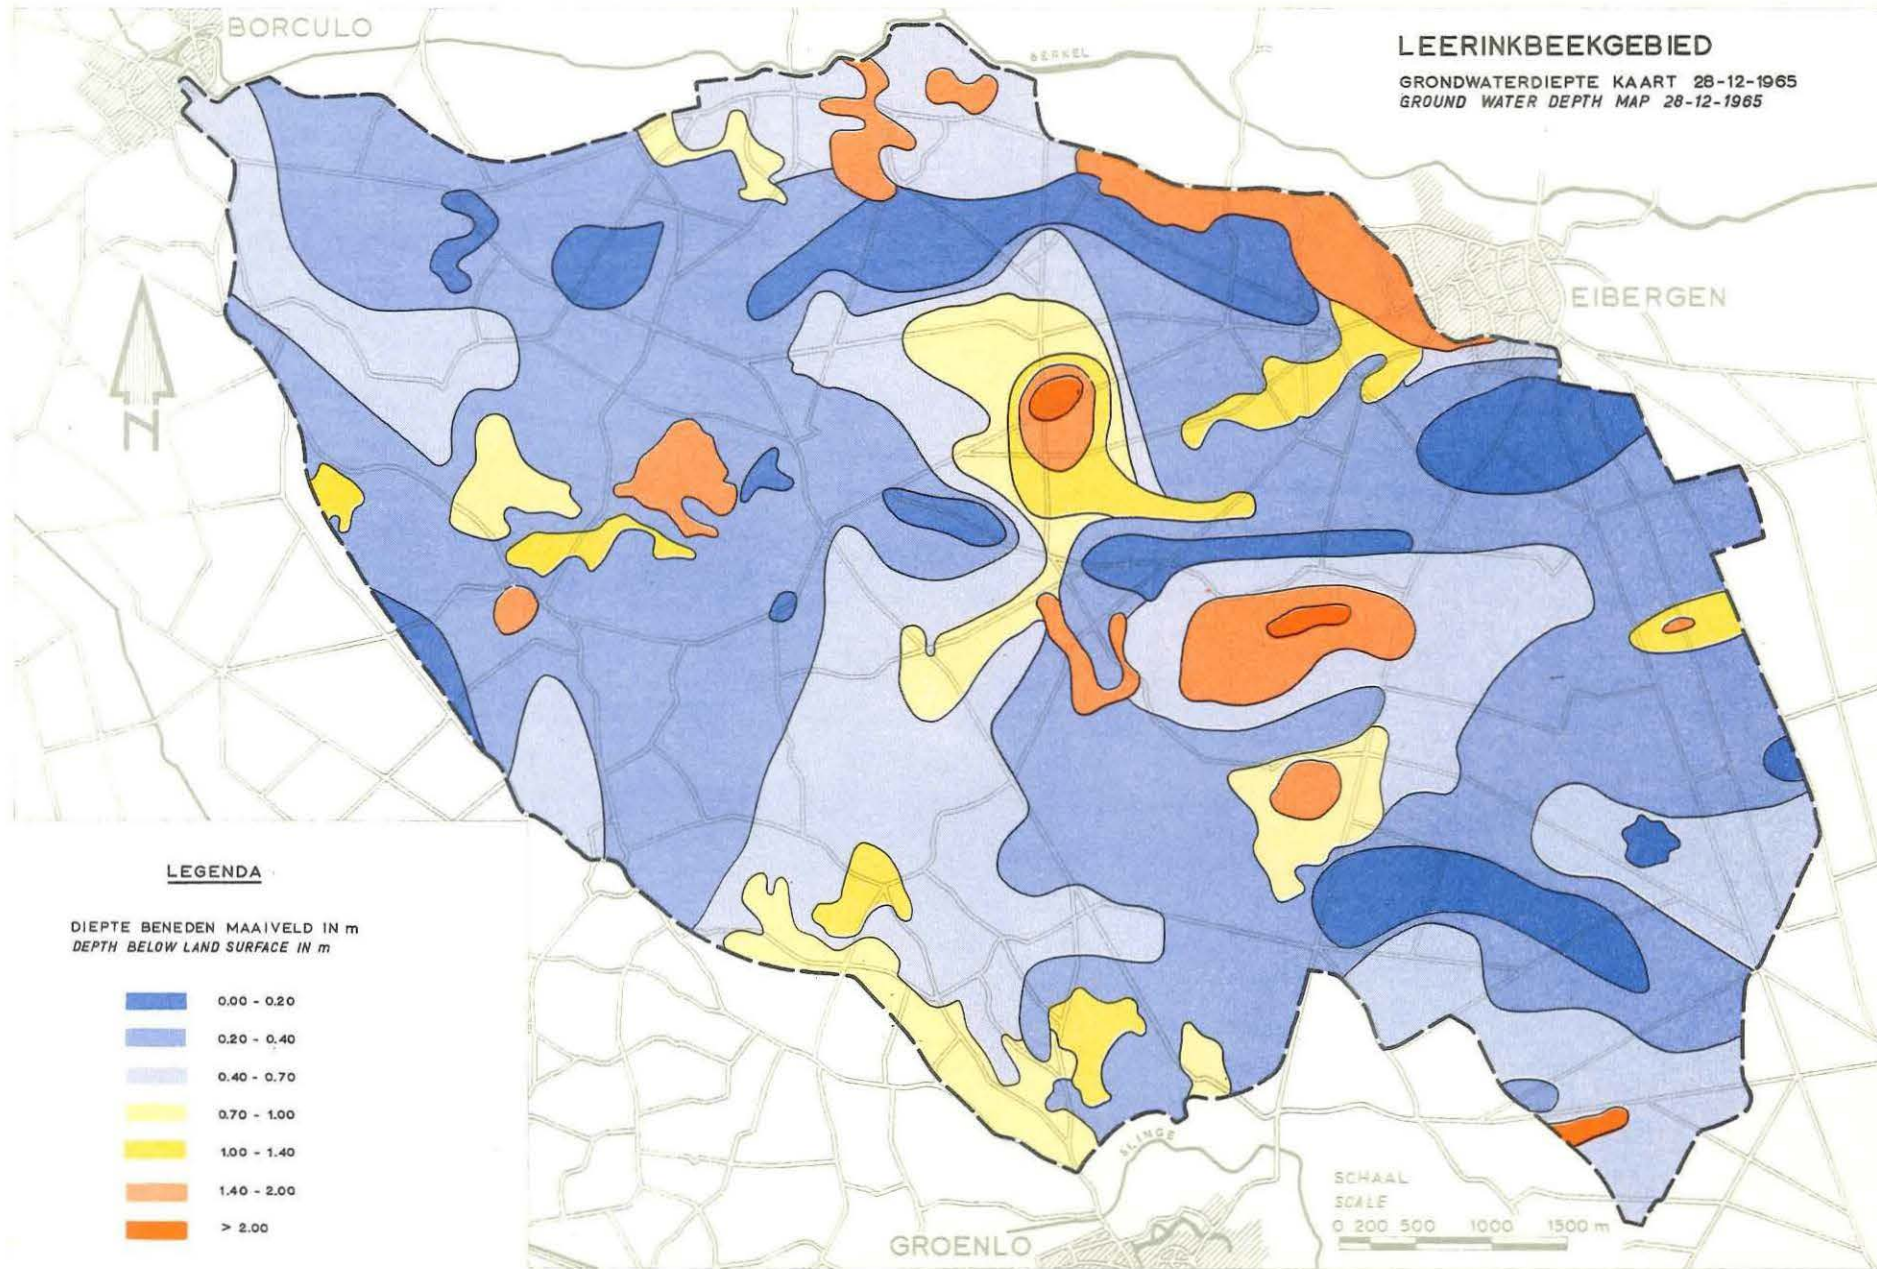 BORCULO
BERKEL
LEERINKBEEKGEBIED
GRONDWATERDIEPTE KAART 28-12-1965
GROUND WATER DEPTH MAP 28-12-1965
EIBERGEN
N
LEGENDA
DIEPTE BENEDEN MAAIVELD IN m
DEPTH BELOW LAND SURFACE IN m
0.00 - 0.20
0.20 - 0.40
0.40 - 0.70
0.70 - 1.00
1.00 - 1.40
1.40 - 2.00
> 2.00
SLINGE
GROENLO
SCHAAL
SCALE
0 200 500 1000 1500 m